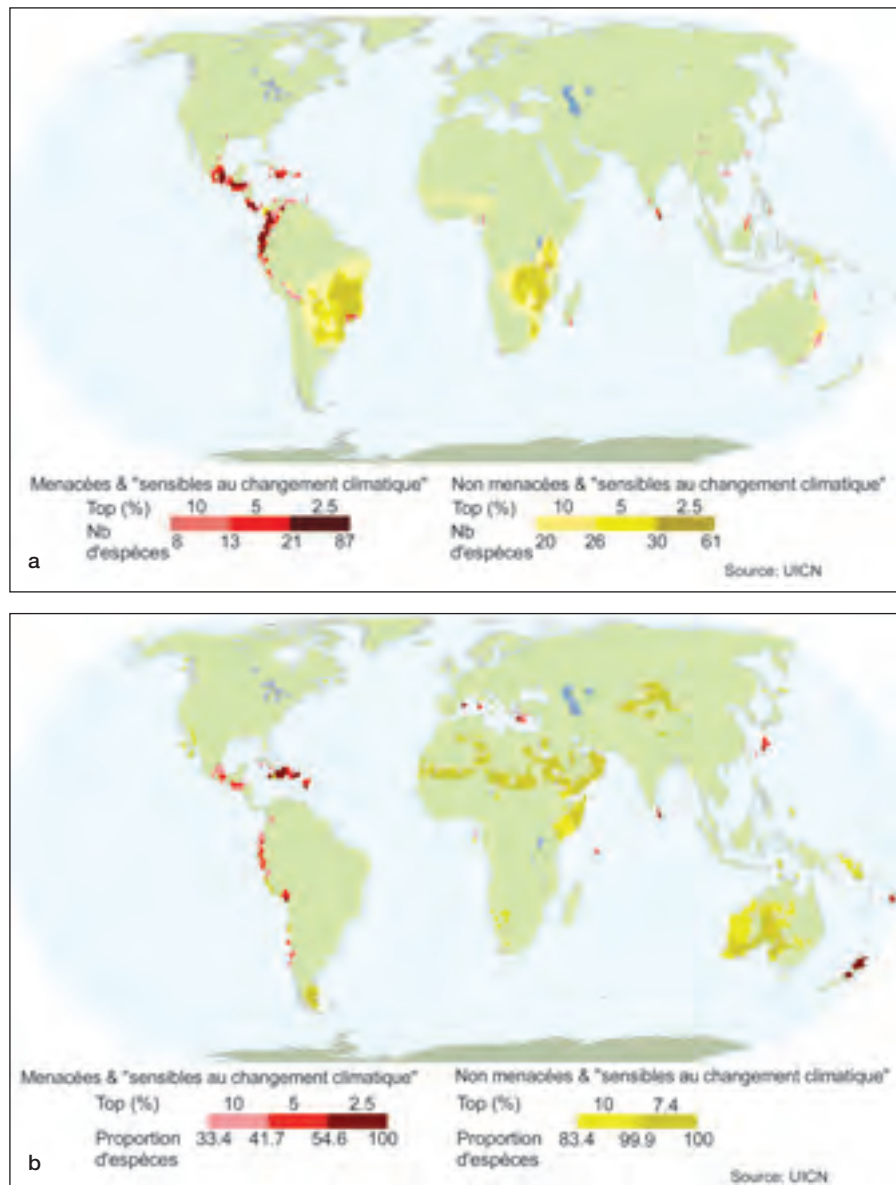 Menacées & "sensibles au changement climatique"
Top (%) 10 5 2.5
Nb d'espèces 8 13 21 87
Non menacées & "sensibles au changement climatique"
Top (%) 10 5 2.5
Nb d'espèces 20 26 30 61
Source: UICN
a
Menacées & "sensibles au changement climatique"
Top (%) 10 5 2.5
Proportion d'espèces 33.4 41.7 54.6 100
Non menacées & "sensibles au changement climatique"
Top (%) 10 7.4
Proportion d'espèces 83.4 99.9 100
Source: UICN
b